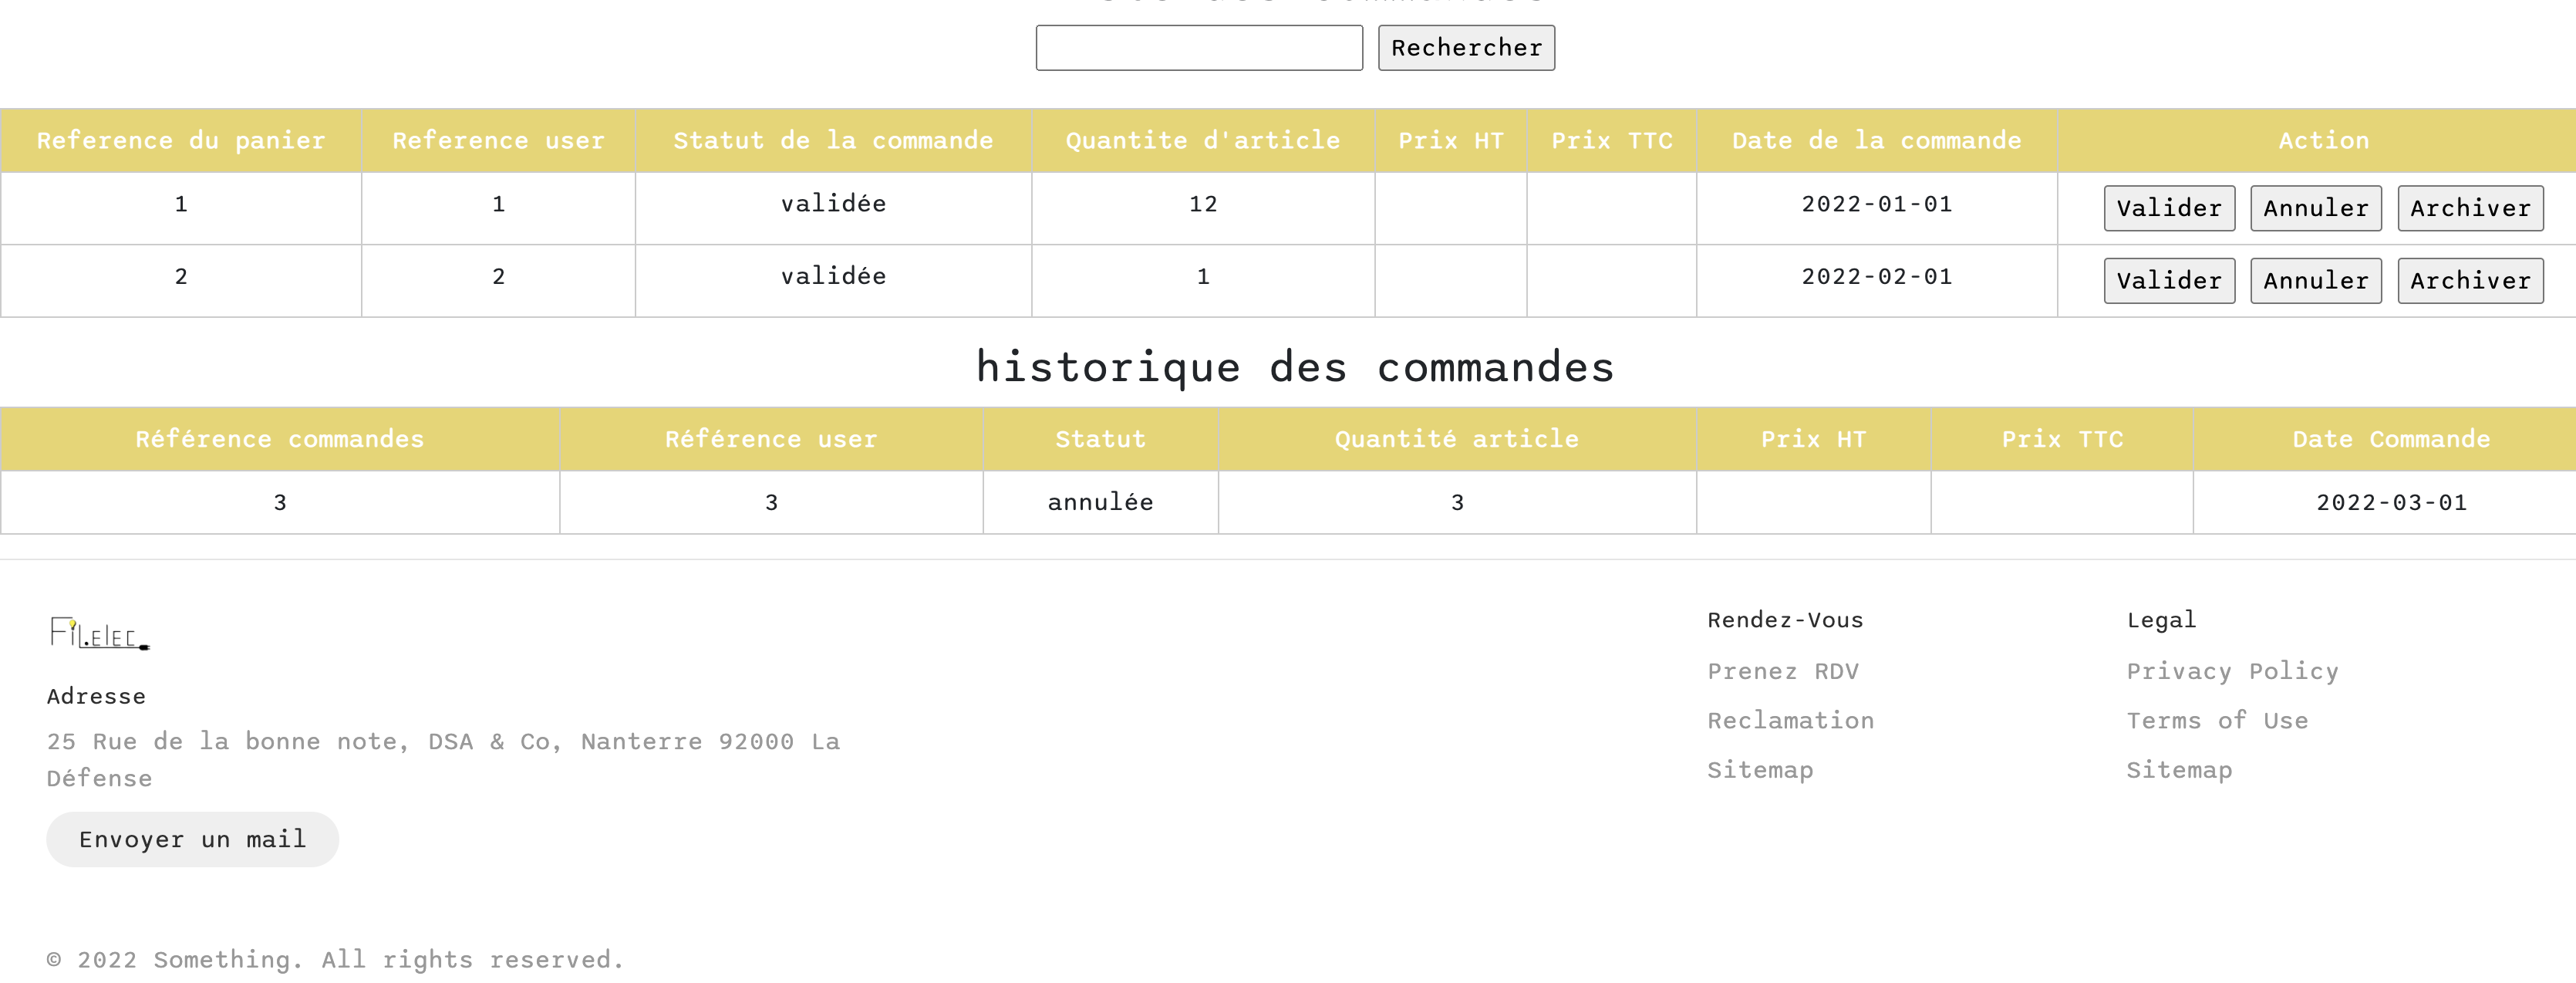 Rechercher
Reference du panier Reference user Statut de la commande Quantite d'article Prix HT Prix TTC Date de la commande Action
1 1 validée 12 2022-01-01 Valider Annuler Archiver
2 2 validée 1 2022-02-01 Valider Annuler Archiver
historique des commandes
Référence commandes Référence user Statut Quantité article Prix HT Prix TTC Date Commande
3 3 annulée 3 2022-03-01
Fil.elec
Adresse
25 Rue de la bonne note, DSA & Co, Nanterre 92000 La
Défense
Envoyer un mail
Rendez-Vous
Prenez RDV
Reclamation
Sitemap
Legal
Privacy Policy
Terms of Use
Sitemap
© 2022 Something. All rights reserved.